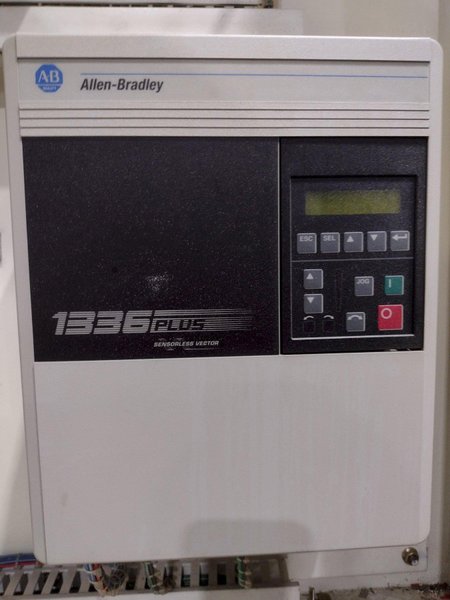 AB
Allen-Bradley
ESC
SEL
JOG
I
O
1336 PLUS
SENSORLESS VECTOR